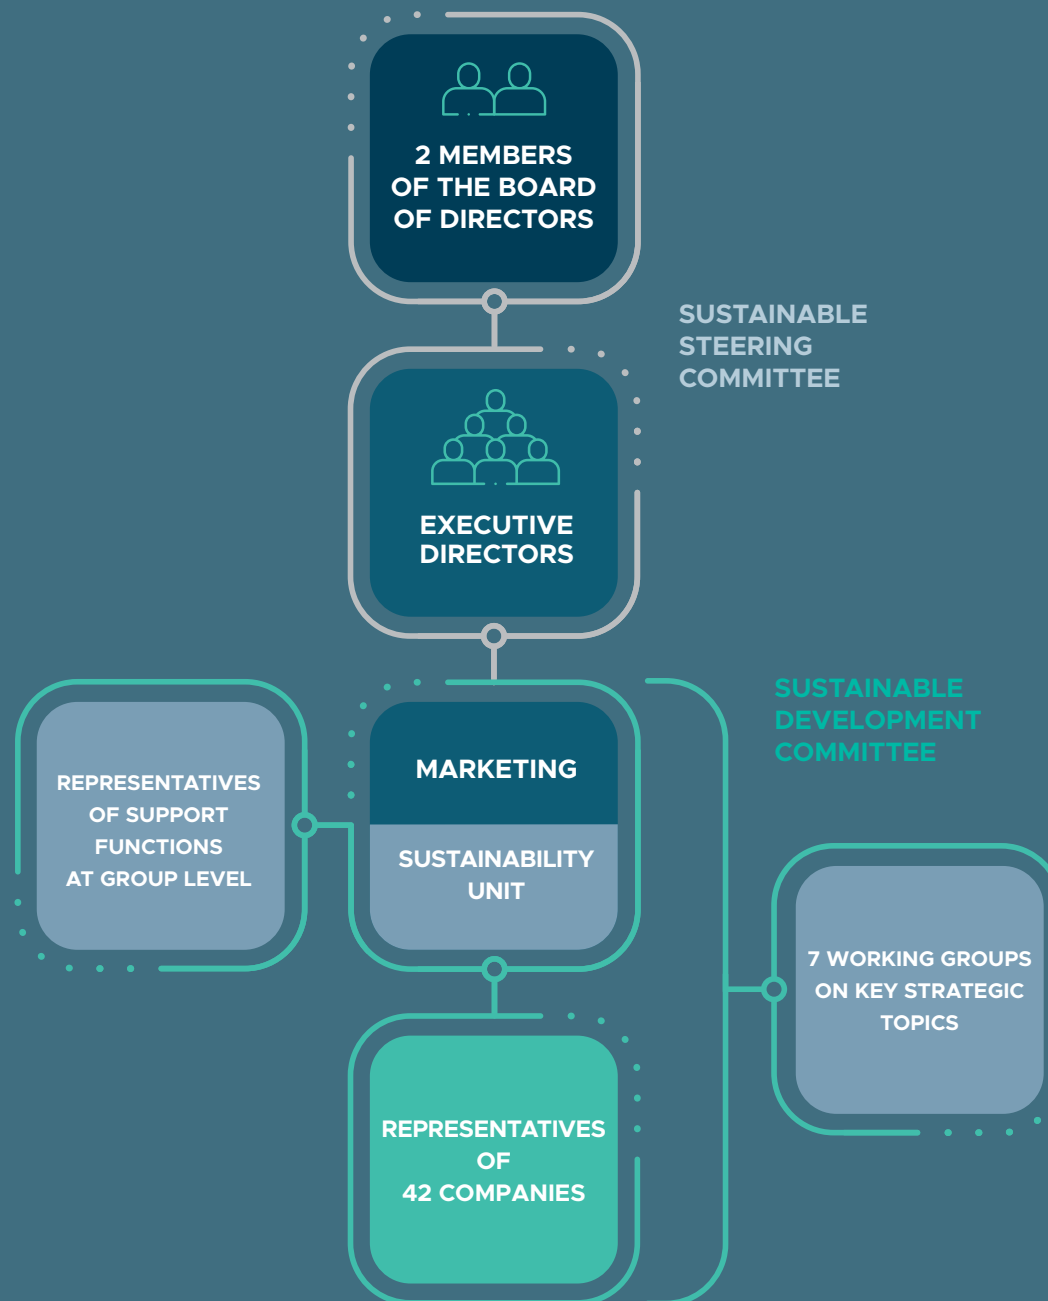 2 MEMBERS
OF THE BOARD
OF DIRECTORS
SUSTAINABLE
STEERING
COMMITTEE
EXECUTIVE
DIRECTORS
SUSTAINABLE
DEVELOPMENT
COMMITTEE
MARKETING
REPRESENTATIVES
OF SUPPORT
FUNCTIONS
AT GROUP LEVEL
SUSTAINABILITY
UNIT
7 WORKING GROUPS
ON KEY STRATEGIC
TOPICS
REPRESENTATIVES
OF
42 COMPANIES